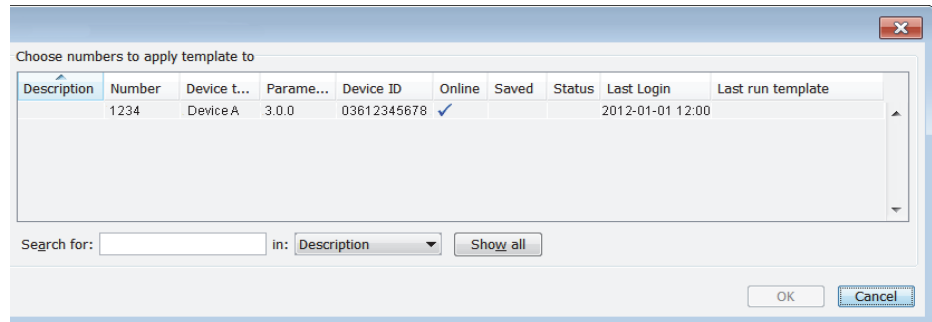 Choose numbers to apply template to
Description Number Device t... Parame... Device ID Online Saved Status Last Login Last run template
1234 Device A 3.0.0 03612345678 ✓ 2012-01-01 12:00
Search for: in: Description Show all
OK Cancel